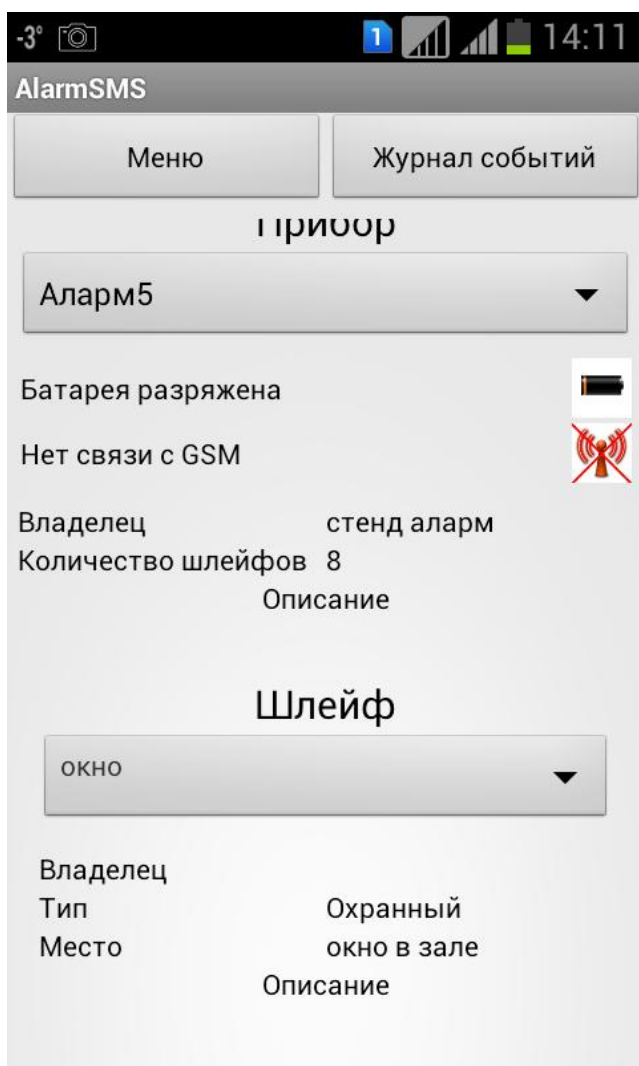 -3°
1
14:11
AlarmSMS
Меню Журнал событий
Прибор
Аларм5
Батарея разряжена
Нет связи с GSM
Владелец стенд аларм
Количество шлейфов 8
Описание
Шлейф
окно
Владелец
Тип Охранный
Место окно в зале
Описание